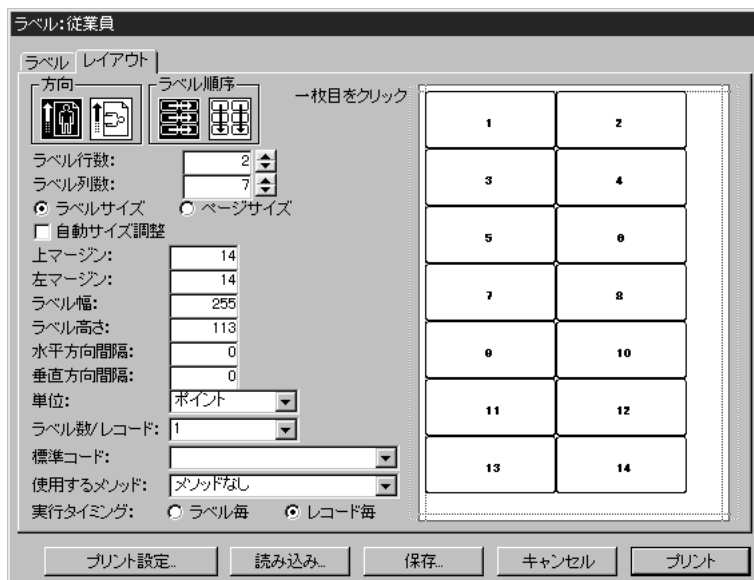 ラベル:従業員
ラベル レイアウト
方向 ラベル順序
一枚目をクリック
ラベル行数: 2
ラベル列数: 7
ラベルサイズ ページサイズ
自動サイズ調整
上マージン: 14
左マージン: 14
ラベル幅: 255
ラベル高さ: 113
水平方向間隔: 0
垂直方向間隔: 0
単位: ポイント
ラベル数/レコード: 1
標準コード:
使用するメソッド: メソッドなし
実行タイミング: ラベル毎 レコード毎
1 2
3 4
5 6
7 8
9 10
11 12
13 14
プリント設定... 読み込み... 保存... キャンセル プリント